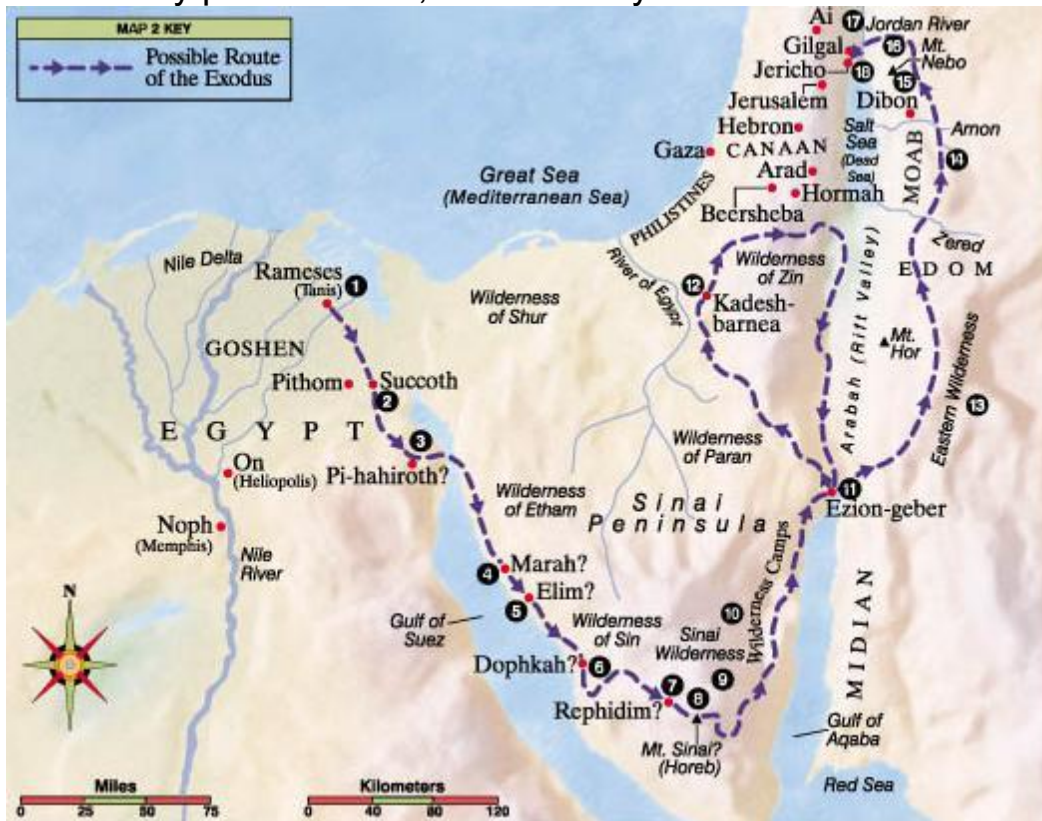 MAP 2 KEY
Possible Route
of the Exodus
Ai
17
Jordan River
Gilgal
16
Mt.
Nebo
Jericho
18
15
Jerusalem
Dibon
Hebron
Salt
Sea
(Dead
Sea)
Arnon
Gaza
CANAAN
MOAB
14
Great Sea
(Mediterranean Sea)
Arad
Hormah
Beersheba
PHILISTINES
Zered
Nile Delta
River of Egypt
Wilderness
of Zin
EDOM
Rameses
(Tanis)
1
12
Kadesh-
barnea
Wilderness
of Shur
Arabah (Rift Valley)
Mt.
Hor
GOSHEN
Eastern Wilderness
13
Pithom
Succoth
2
EGYPT
3
Pi-hahiroth?
Wilderness
of Paran
On
(Heliopolis)
Wilderness
of Etham
Sinai
Peninsula
11
Ezion-geber
Noph
(Memphis)
Nile
River
Marah?
4
Elim?
5
Wilderness Camps
10
MIDIAN
Gulf of
Suez
Wilderness
of Sin
Sinai
Wilderness
N
Dophkah?
6
7
8
9
Rephidim?
Mt. Sinai?
(Horeb)
Gulf of
Aqaba
Red Sea
Miles
0 25 50 75
Kilometers
0 40 80 120